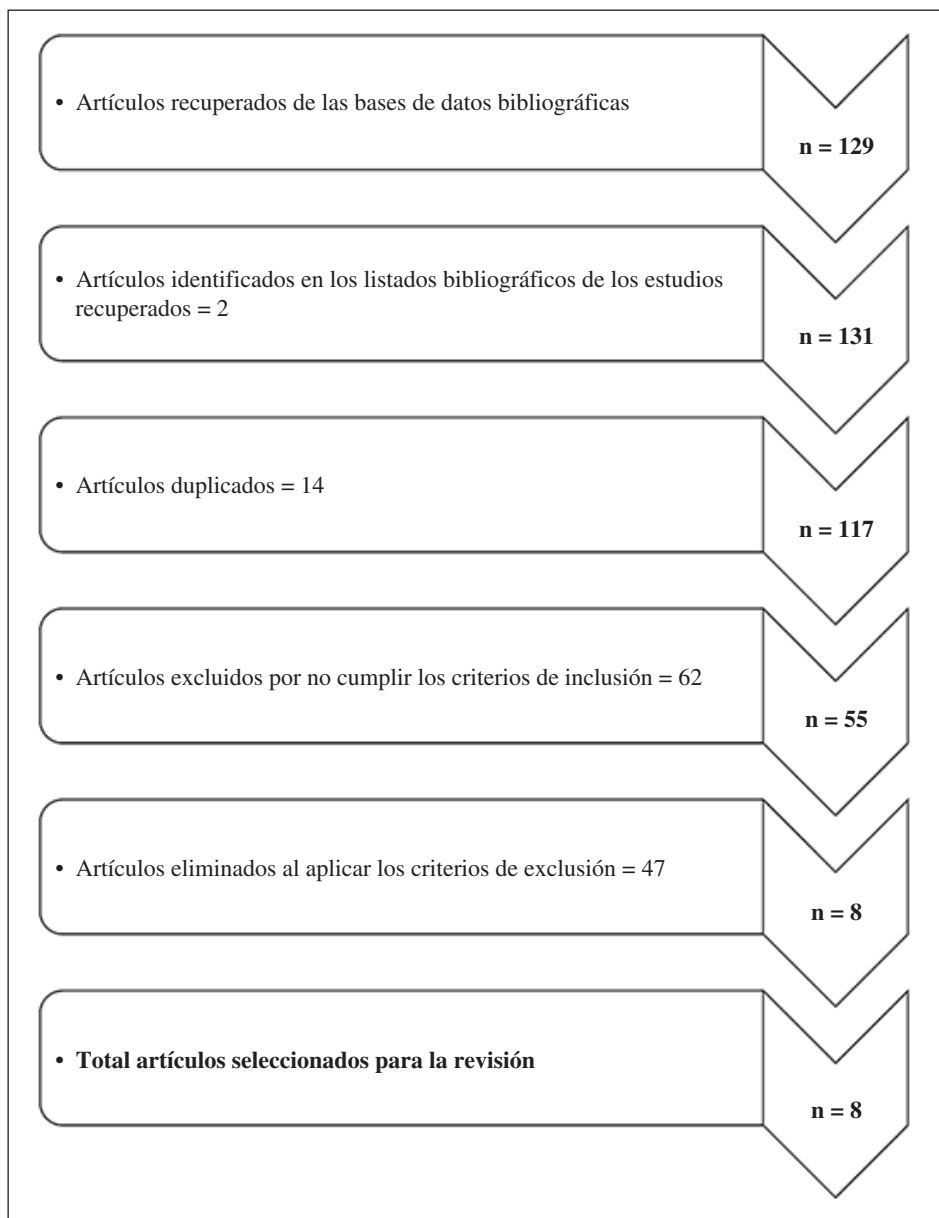 • Artículos recuperados de las bases de datos bibliográficas
n = 129
• Artículos identificados en los listados bibliográficos de los estudios
recuperados = 2
n = 131
• Artículos duplicados = 14
n = 117
• Artículos excluidos por no cumplir los criterios de inclusión = 62
n = 55
• Artículos eliminados al aplicar los criterios de exclusión = 47
n = 8
• Total artículos seleccionados para la revisión
n = 8